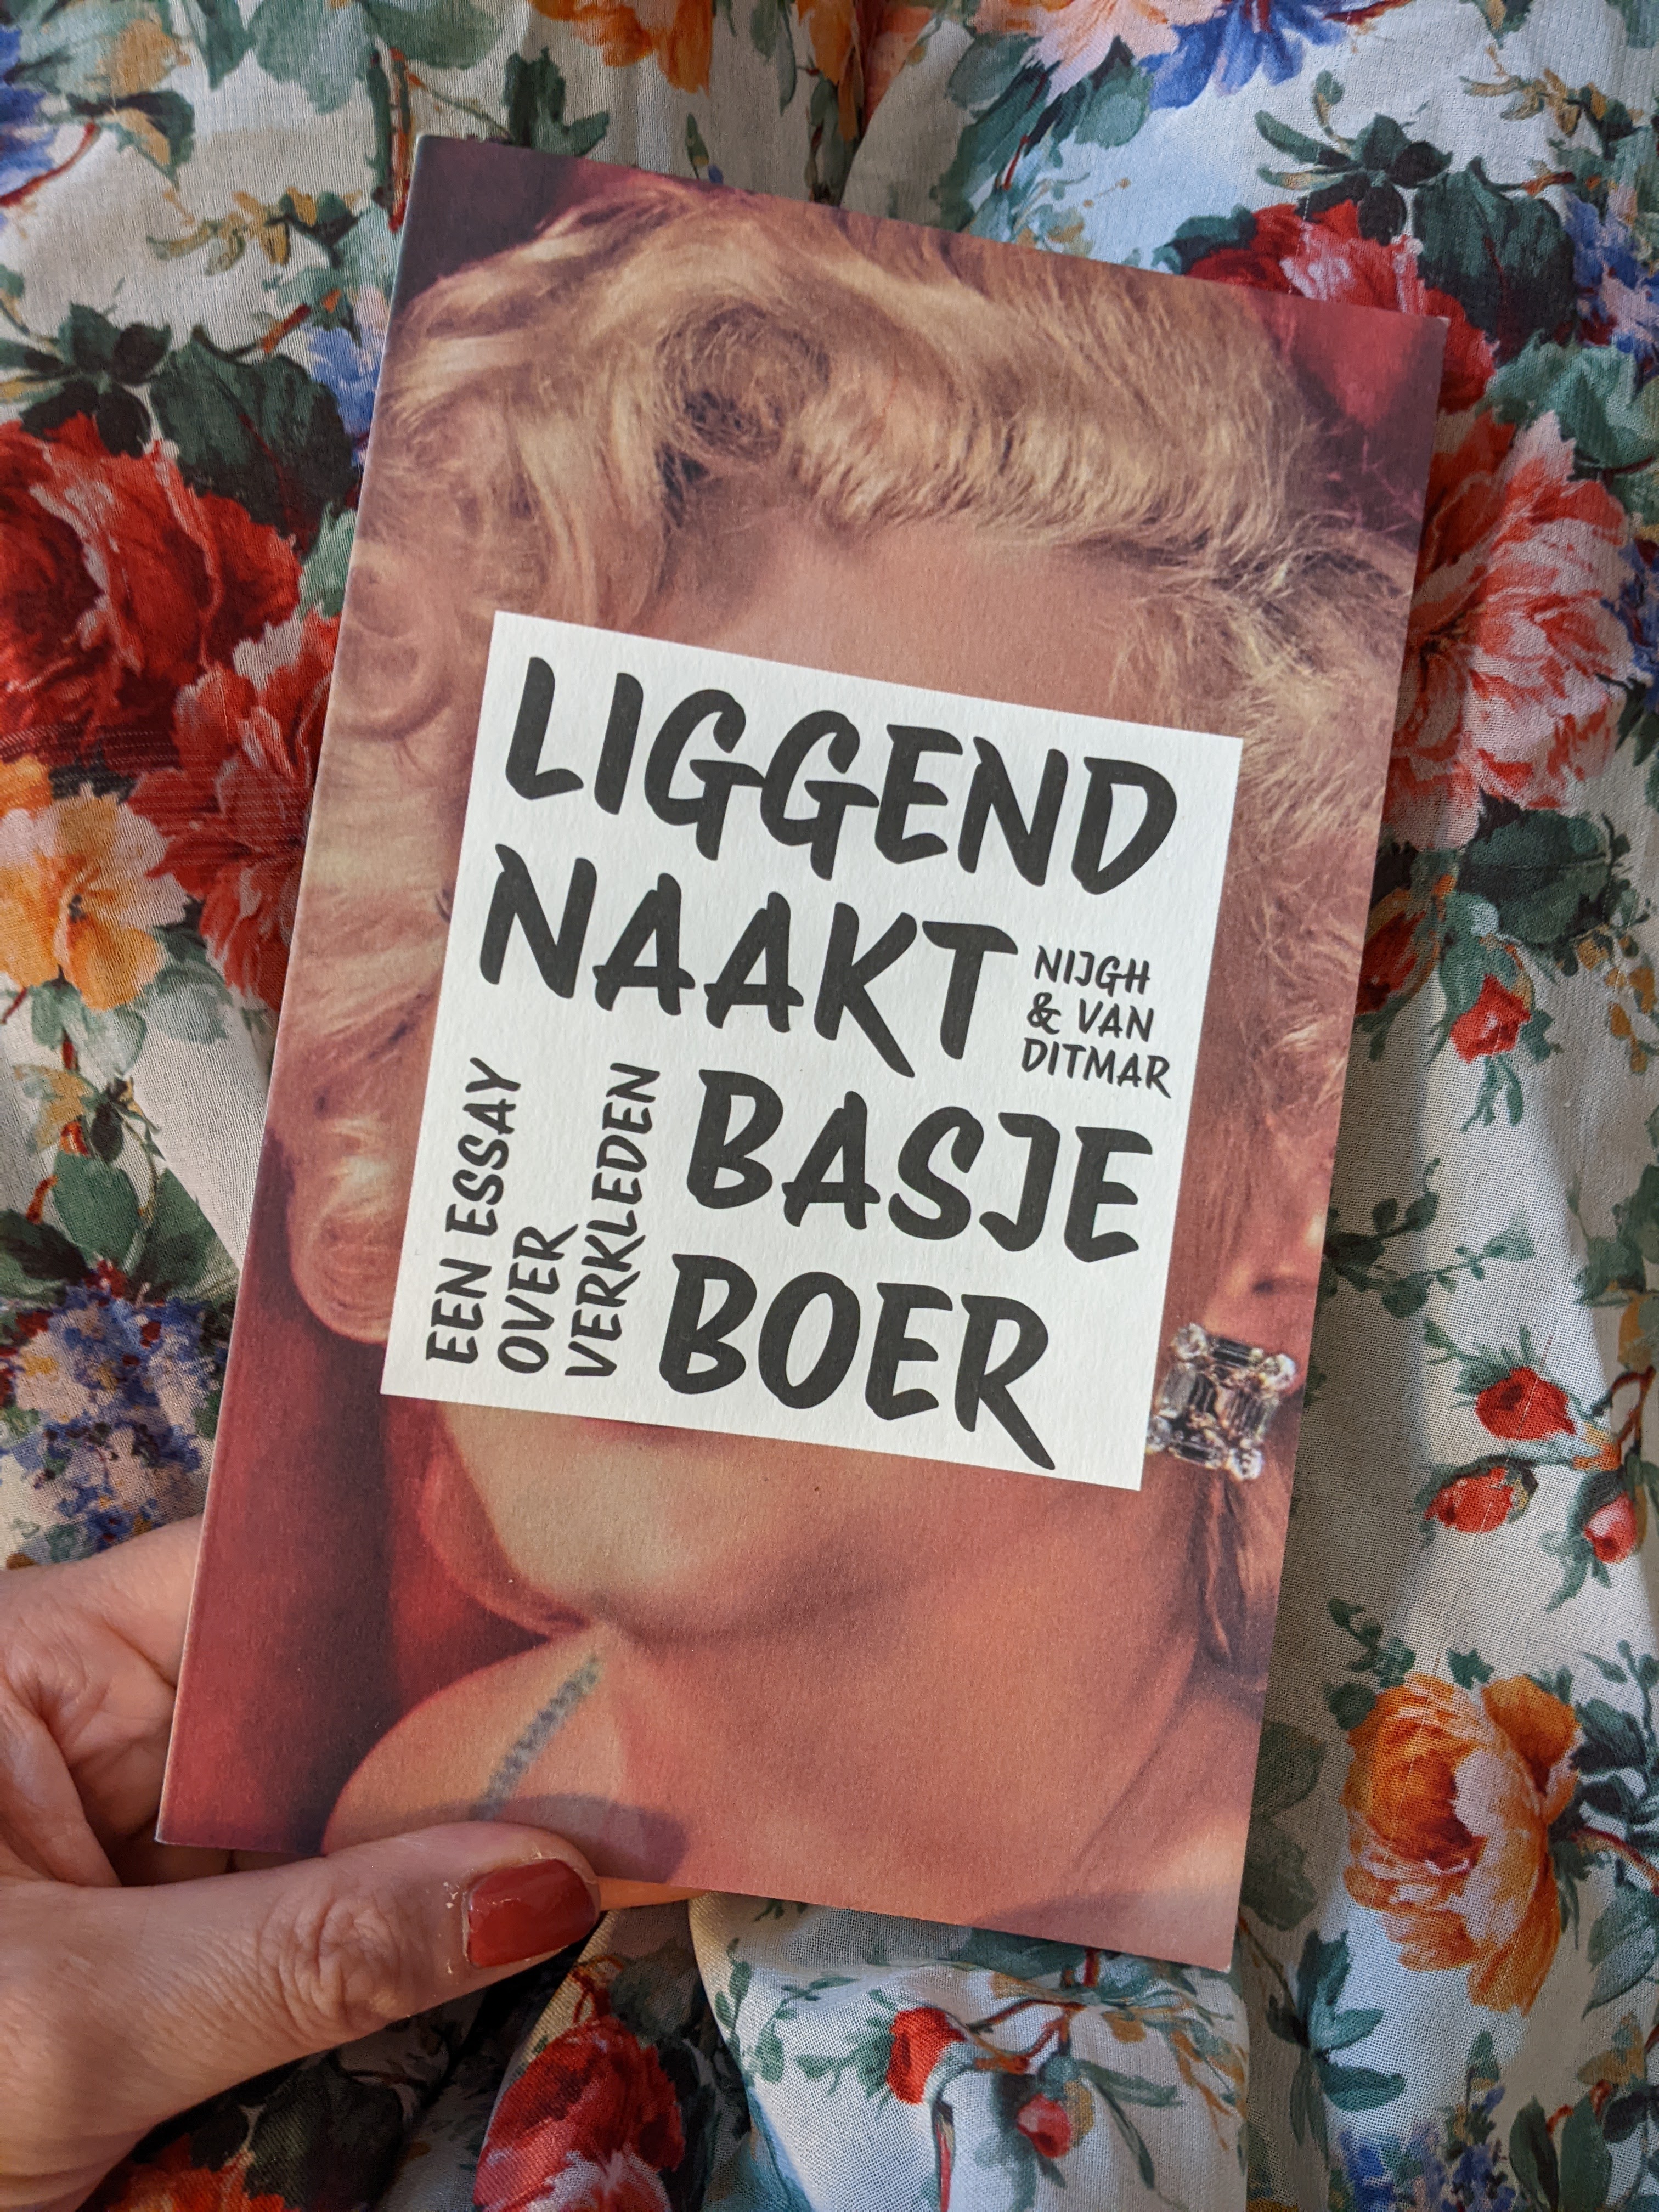 LIGGEND
NAAKT
NIJGH
& VAN
DITMAR
EEN ESSAY
OVER
VERKLEDEN
BASJE
BOER